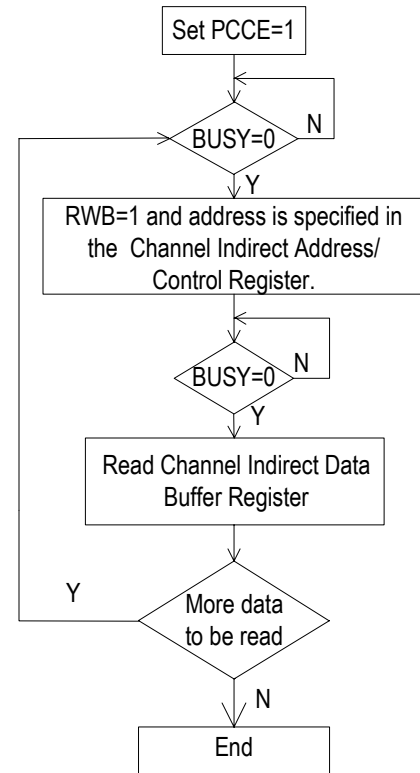 Set PCCE=1
N
BUSY=0
Y
RWB=1 and address is specified in
the Channel Indirect Address/
Control Register.
BUSY=0
N
Y
Read Channel Indirect Data
Buffer Register
Y
More data
to be read
N
End